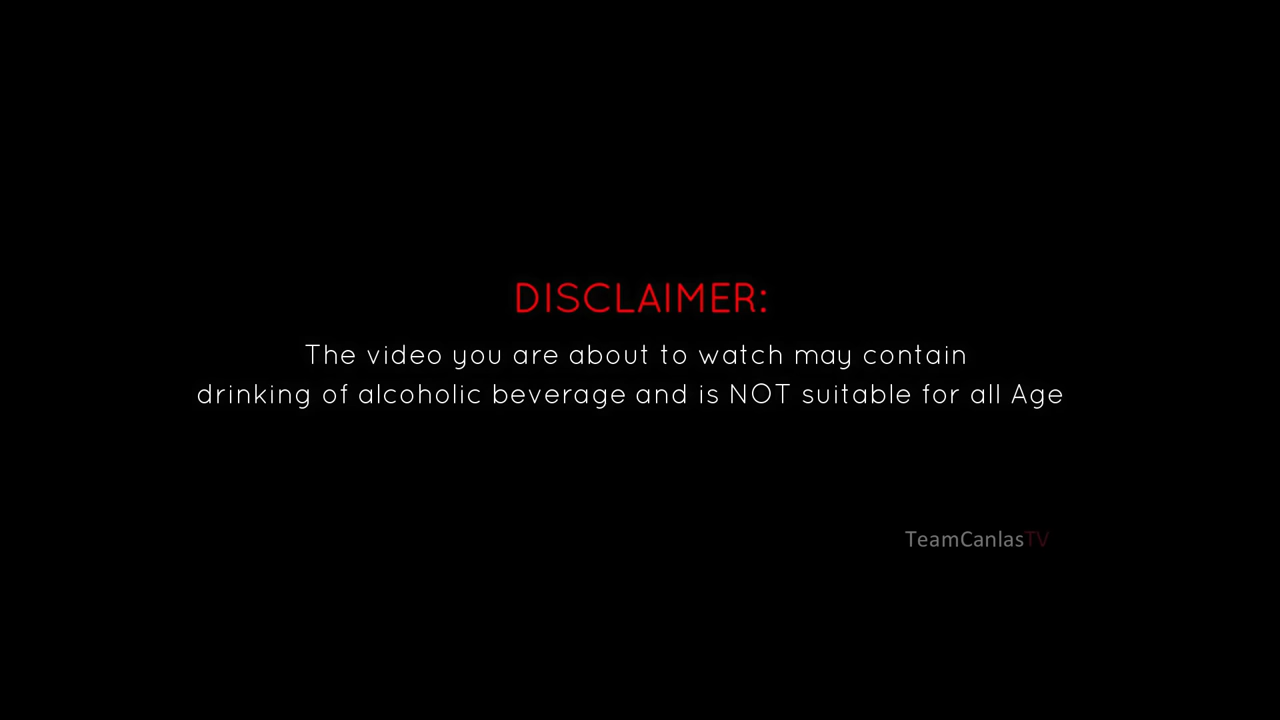 DISCLAIMER:
The video you are about to watch may contain
drinking of alcoholic beverage and is NOT suitable for all Age
TeamCanlasTV